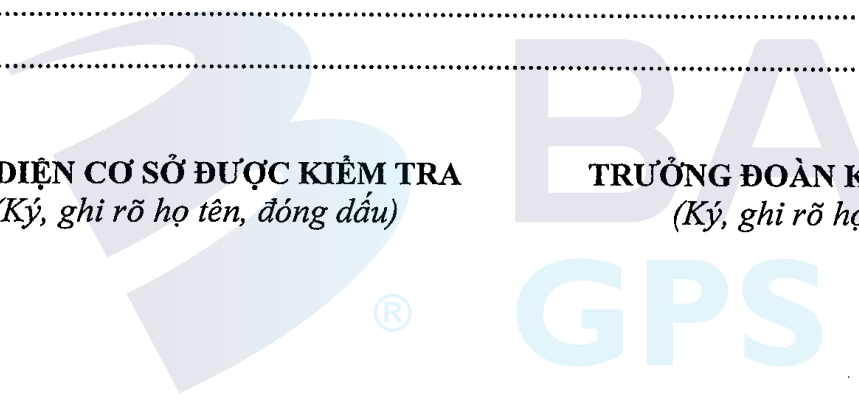 DIỆN CƠ SỞ ĐƯỢC KIỂM TRA
(Ký, ghi rõ họ tên, đóng dấu)
TRƯỞNG ĐOÀN K
(Ký, ghi rõ họ
BA
GPS
®